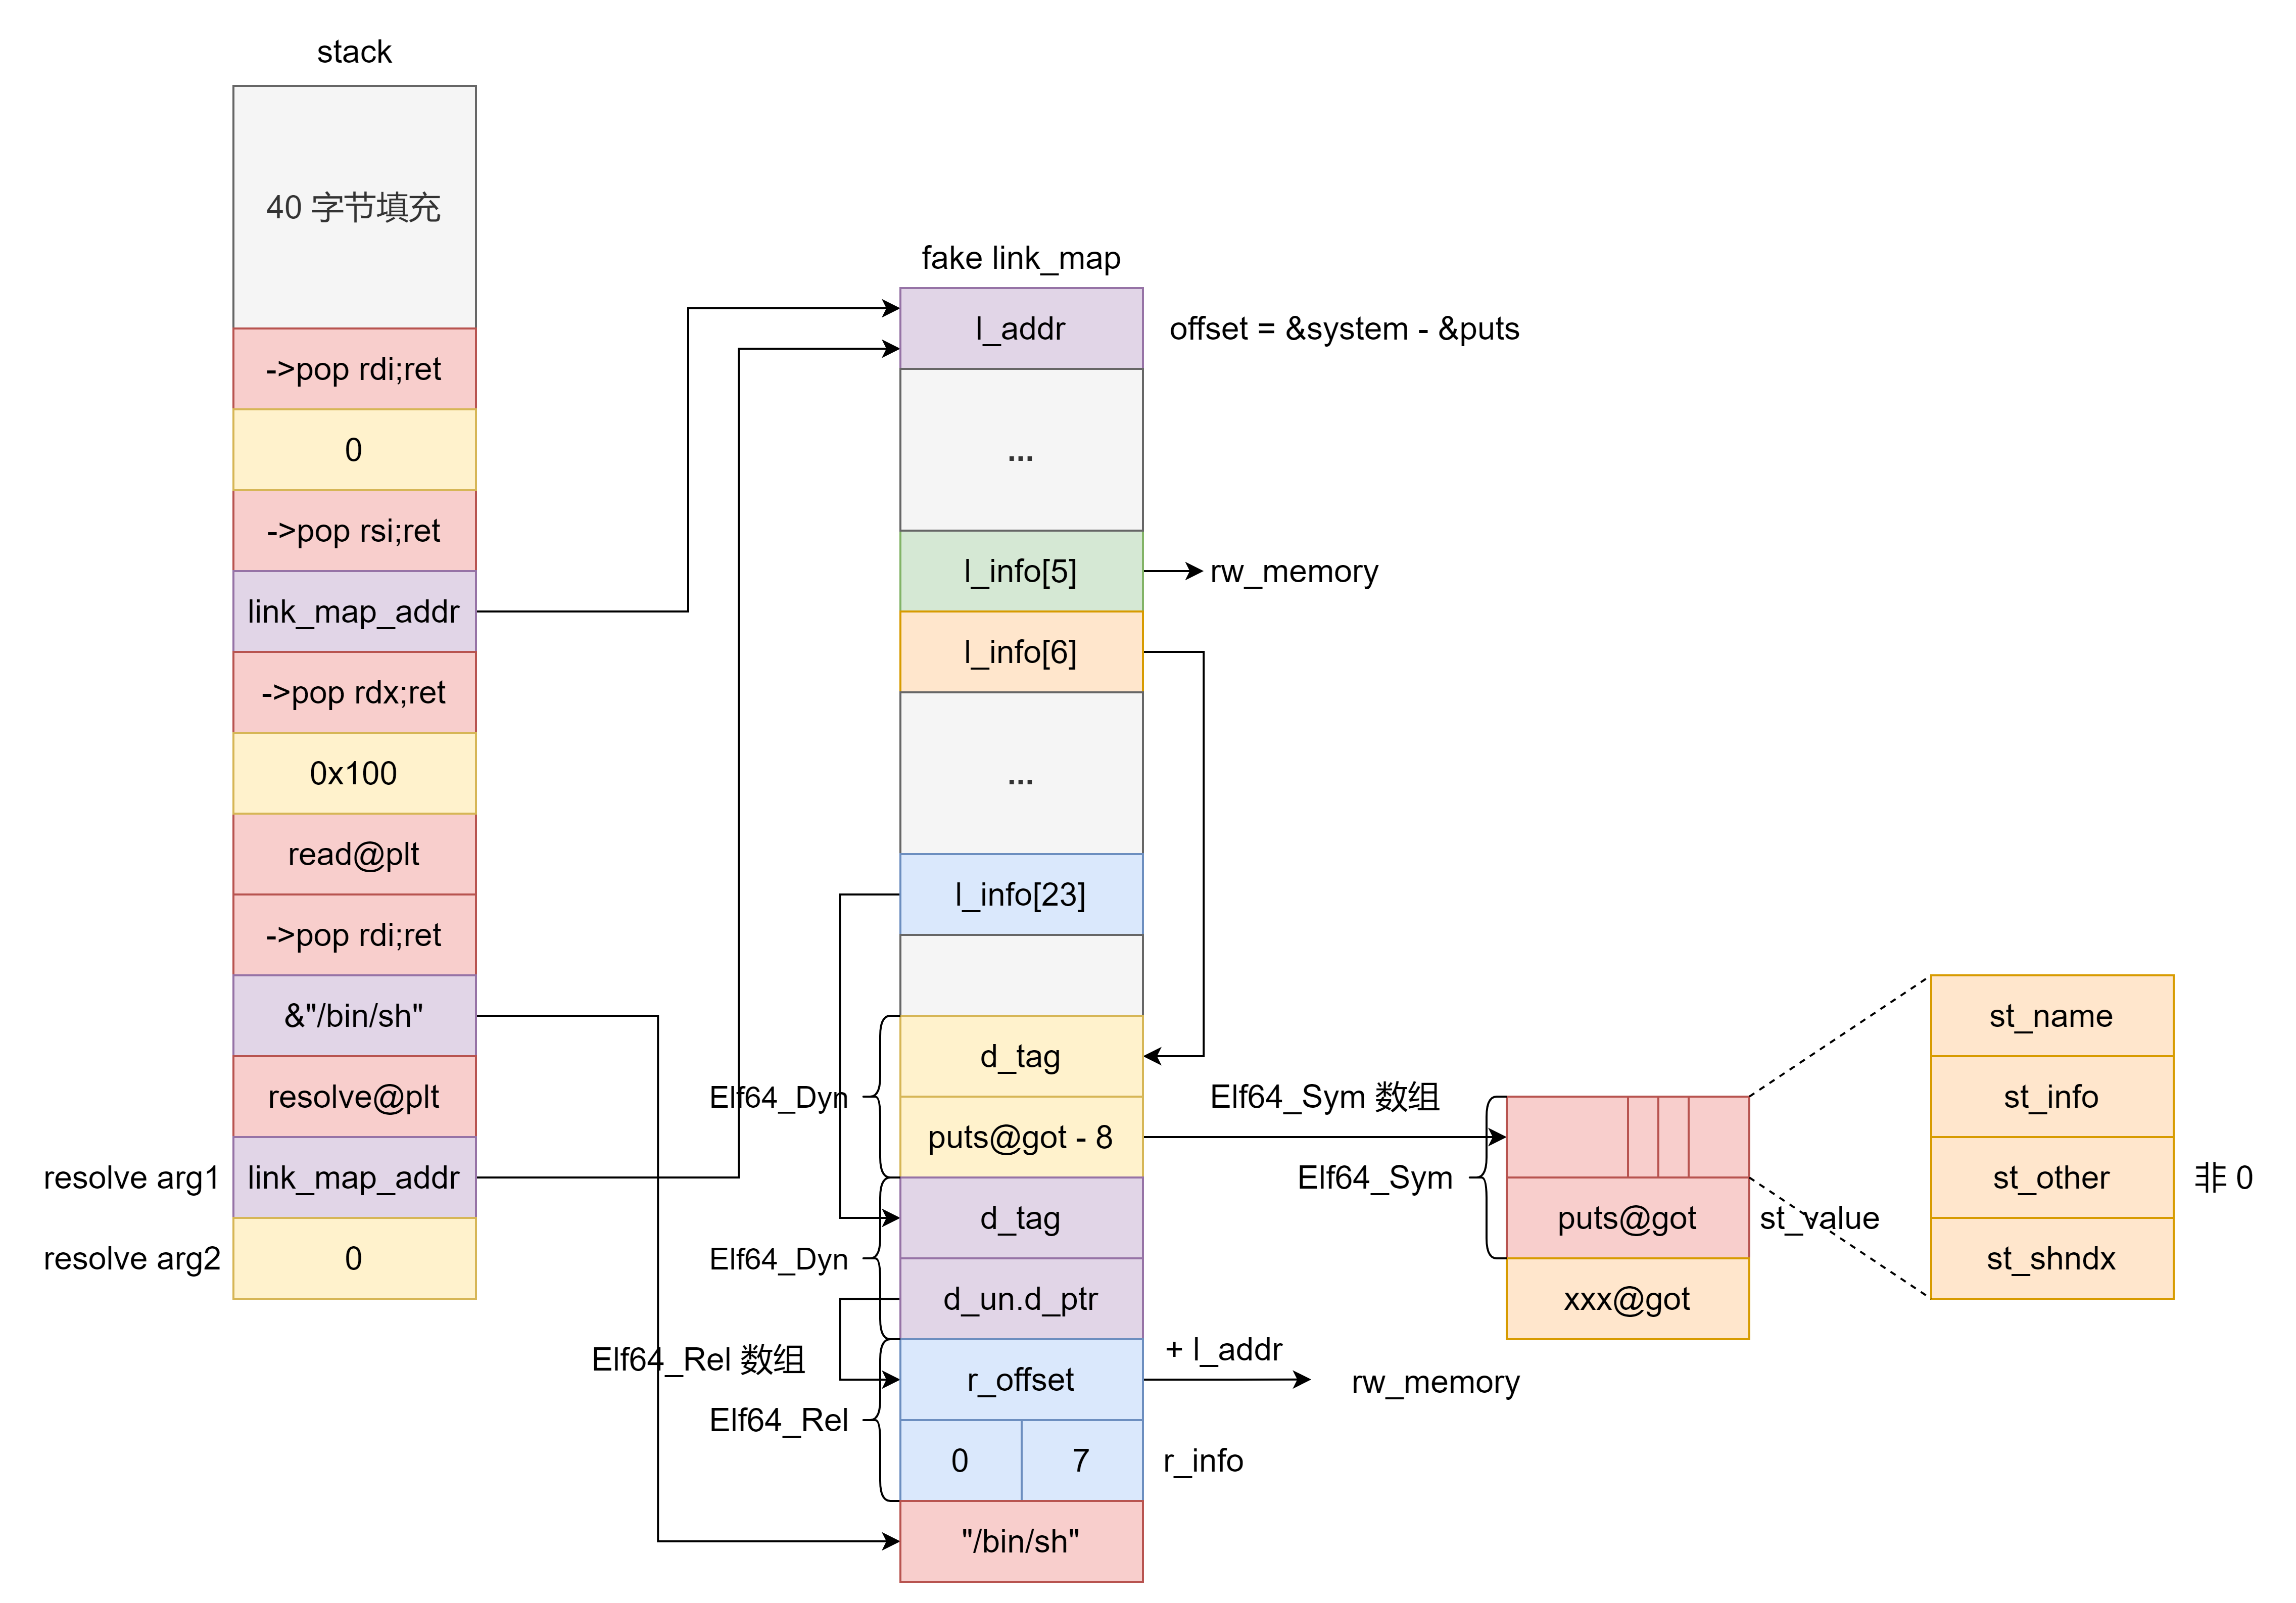 stack
40 字节填充
->pop rdi;ret
0
->pop rsi;ret
link_map_addr
->pop rdx;ret
0x100
read@plt
->pop rdi;ret
&"/bin/sh"
resolve@plt
resolve arg1
link_map_addr
resolve arg2
0
fake link_map
l_addr
offset = &system - &puts
...
l_info[5]
rw_memory
l_info[6]
...
l_info[23]
Elf64_Dyn
d_tag
puts@got - 8
Elf64_Dyn
d_tag
d_un.d_ptr
Elf64_Rel 数组
Elf64_Rel
r_offset
+ l_addr
rw_memory
0
7
r_info
"/bin/sh"
Elf64_Sym 数组
Elf64_Sym
puts@got
st_value
xxx@got
st_name
st_info
st_other
非 0
st_shndx